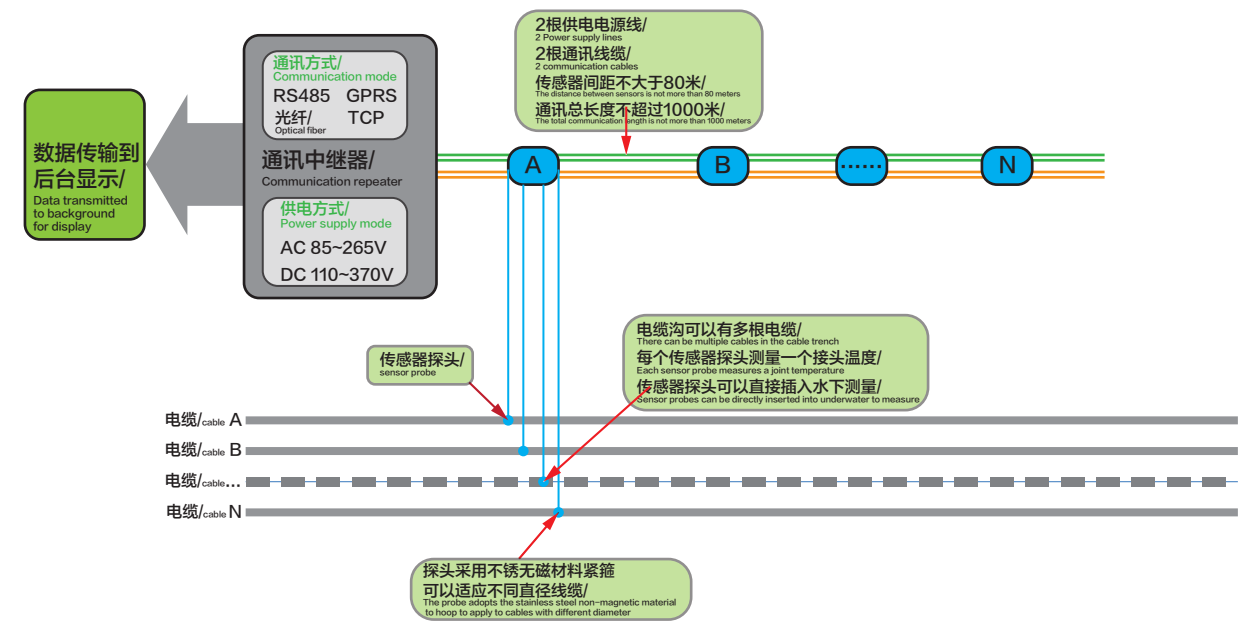 数据传输到
后台显示/
Data transmitted
to background
for display
通讯方式/
Communication mode
RS485 GPRS
光纤/ TCP
Optical fiber
通讯中继器/
Communication repeater
供电方式/
Power supply mode
AC 85~265V
DC 110~370V
2根供电电源线/
2 Power supply lines
2根通讯线缆/
2 communication cables
传感器间距不大于80米/
The distance between sensors is not more than 80 meters
通讯总长度不超过1000米/
The total communication length is not more than 1000 meters
A
B
······
N
传感器探头/
sensor probe
电缆沟可以有多根电缆/
There can be multiple cables in the cable trench
每个传感器探头测量一个接头温度/
Each sensor probe measures a joint temperature
传感器探头可以直接插入水下测量/
Sensor probes can be directly inserted into underwater to measure
电缆/cable A
电缆/cable B
电缆/cable...
电缆/cable N
探头采用不锈无磁材料紧箍
可以适应不同直径线缆/
The probe adopts the stainless steel non-magnetic material
to hoop to apply to cables with different diameter